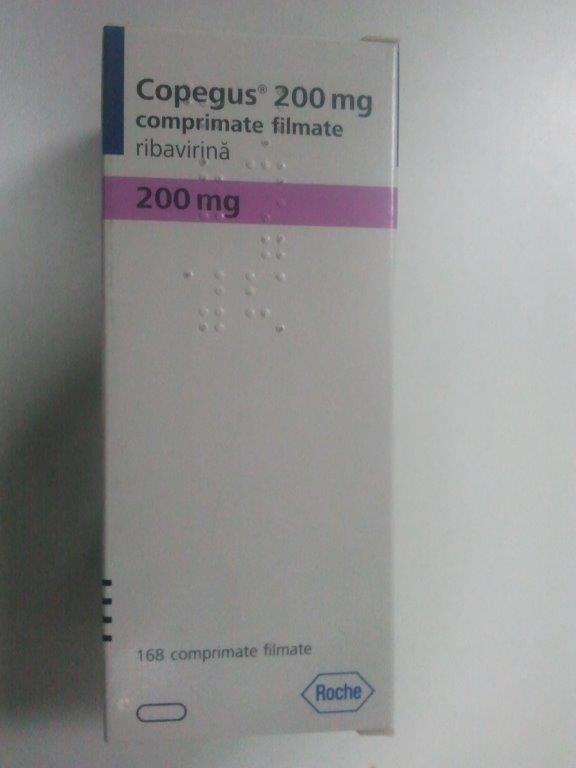 Copegus® 200 mg
comprimate filmate
ribavirină
200 mg
168 comprimate filmate
Roche